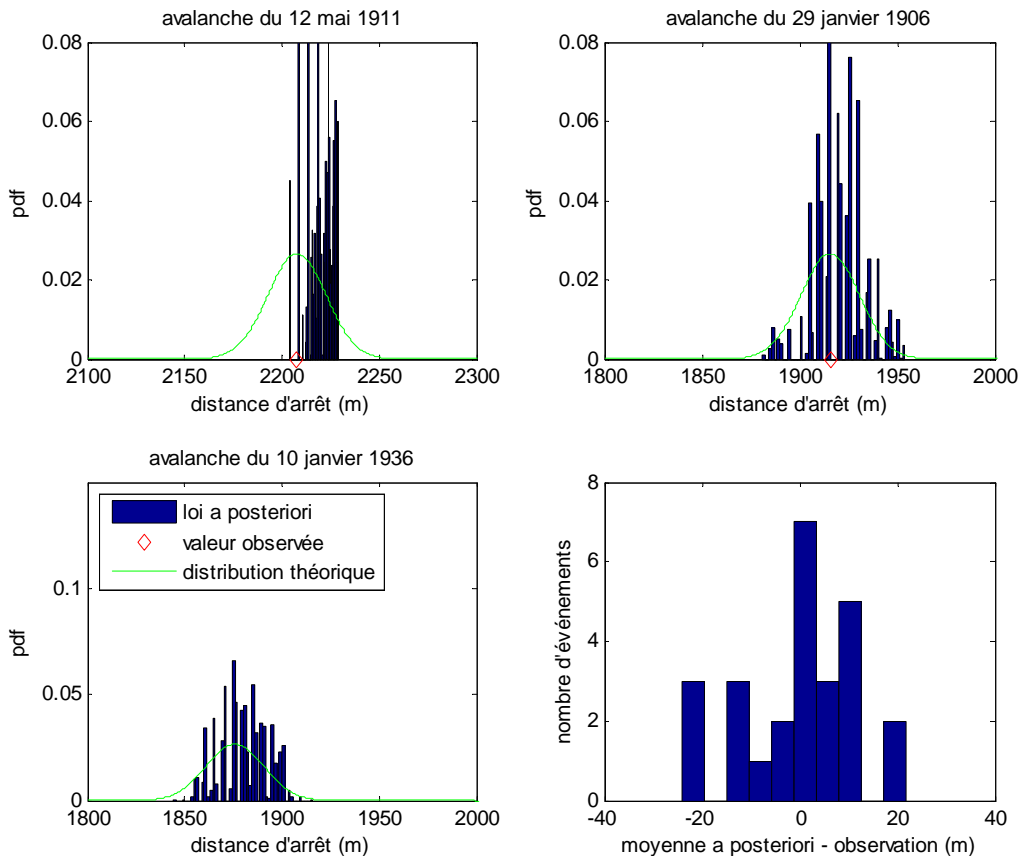 avalanche du 12 mai 1911
0.08
0.06
0.04
0.02
0
pdf
2100 2150 2200 2250 2300
distance d'arrêt (m)
avalanche du 29 janvier 1906
0.08
0.06
0.04
0.02
0
pdf
1800 1850 1900 1950 2000
distance d'arrêt (m)
avalanche du 10 janvier 1936
loi a posteriori
valeur observée
distribution théorique
0.1
0.05
0
pdf
1800 1850 1900 1950 2000
distance d'arrêt (m)
8
6
4
2
0
nombre d'événements
-40 -20 0 20 40
moyenne a posteriori - observation (m)